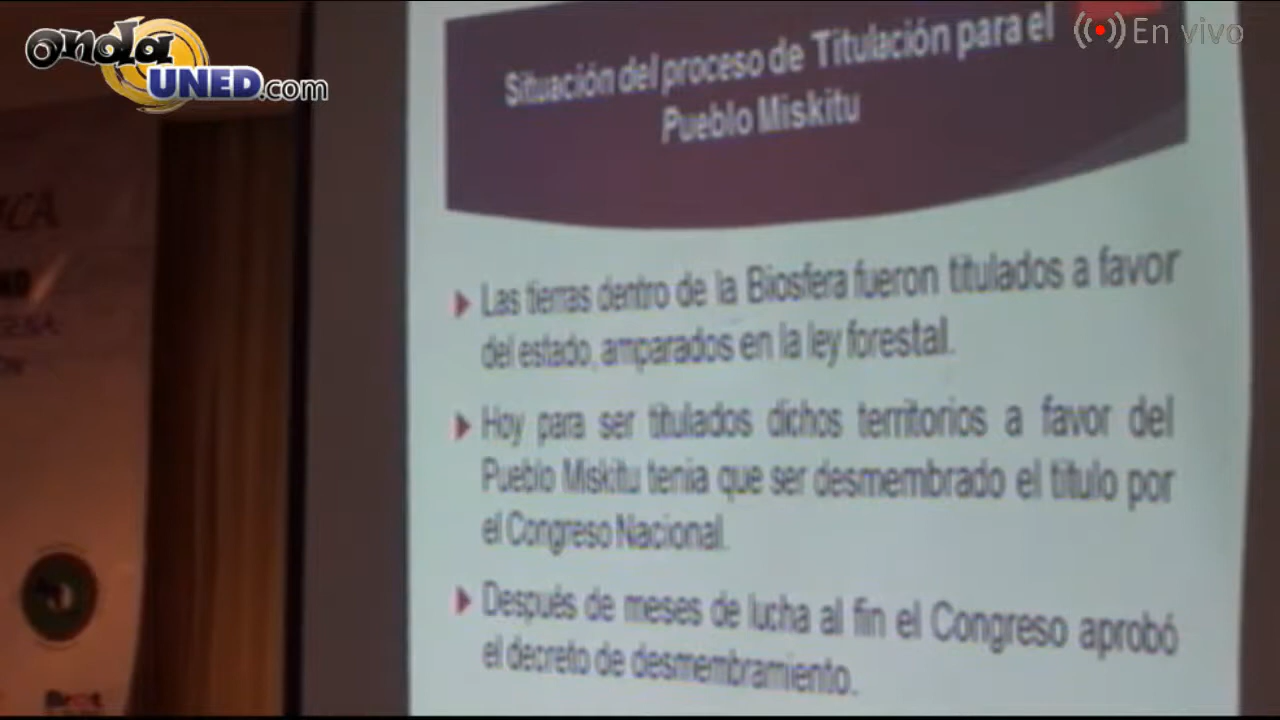 onda
UNED.com
En vivo
Situación del proceso de Titulación para el
Pueblo Miskitu
Las tierras dentro de la Biosfera fueron titulados a favor
del estado, amparados en la ley forestal.
Hoy para ser titulados dichos territorios a favor del
Pueblo Miskitu tenia que ser desmembrado el titulo por
el Congreso Nacional.
Después de meses de lucha al fin el Congreso aprobó
el decreto de desmembramiento.